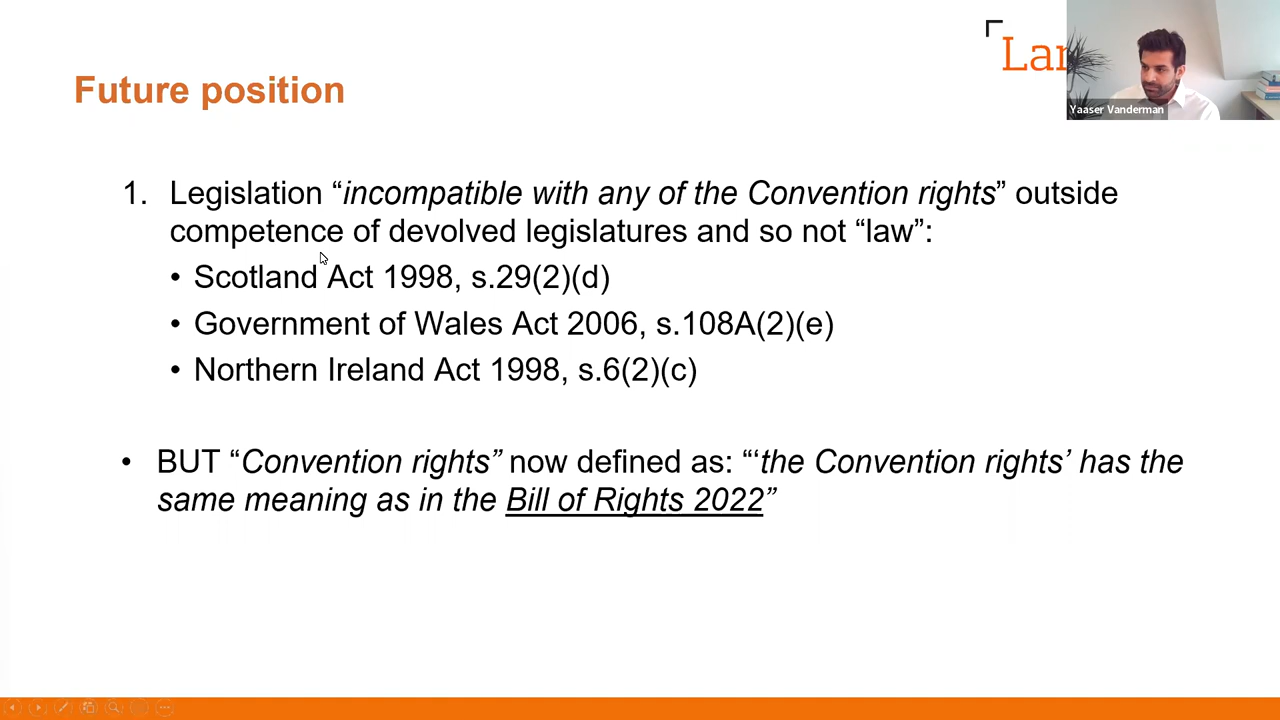 Lan
Yaaser Vanderman
Future position
1. Legislation “incompatible with any of the Convention rights” outside
competence of devolved legislatures and so not “law”:
• Scotland Act 1998, s.29(2)(d)
• Government of Wales Act 2006, s.108A(2)(e)
• Northern Ireland Act 1998, s.6(2)(c)
• BUT “Convention rights” now defined as: “‘the Convention rights’ has the
same meaning as in the Bill of Rights 2022”